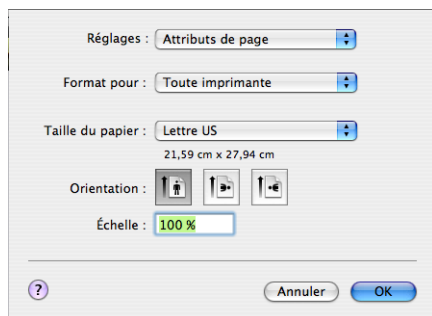 Réglages : Attributs de page
Format pour : Toute imprimante
Taille du papier : Lettre US
21,59 cm x 27,94 cm
Orientation :
Échelle : 100 %
? Annuler OK